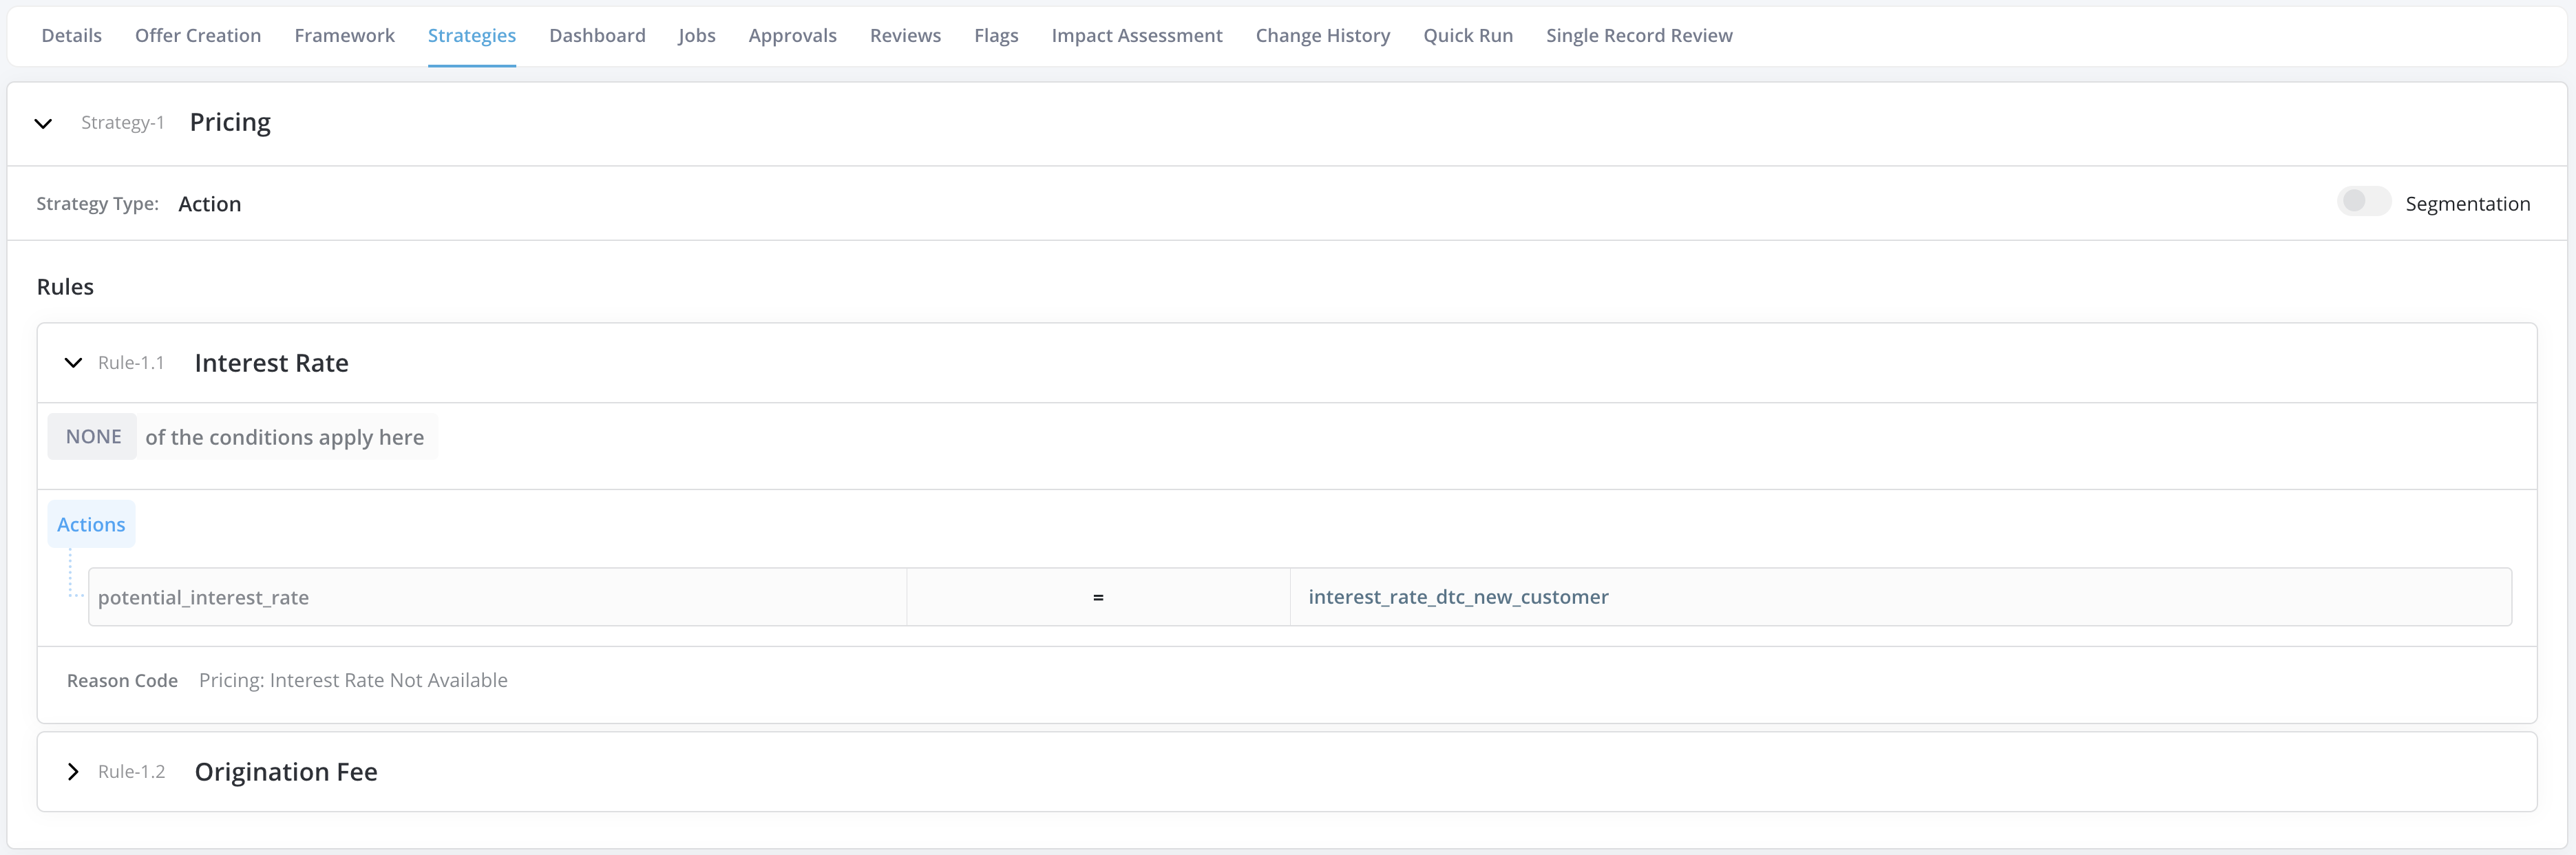 Details Offer Creation Framework Strategies Dashboard Jobs Approvals Reviews Flags Impact Assessment Change History Quick Run Single Record Review
Strategy-1 Pricing
Strategy Type: Action Segmentation
Rules
Rule-1.1 Interest Rate
NONE of the conditions apply here
Actions
potential_interest_rate = interest_rate_dtc_new_customer
Reason Code Pricing: Interest Rate Not Available
Rule-1.2 Origination Fee